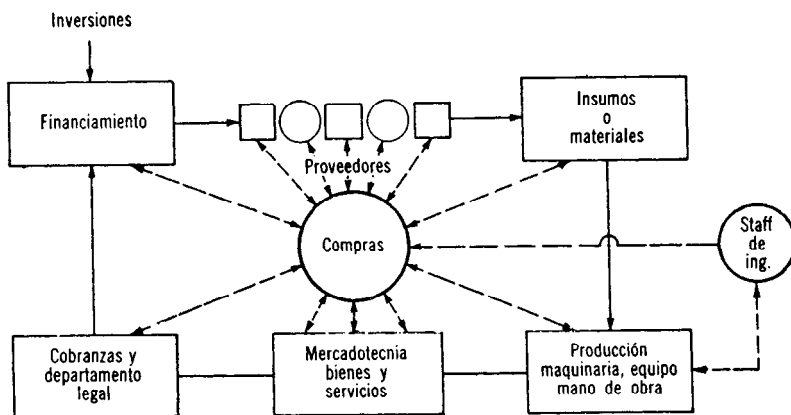 Inversiones
Financiamiento
Proveedores
Insumos
o
materiales
Compras
Staff
de
ing.
Cobranzas y
departamento
legal
Mercadotecnia
bienes y
servicios
Producción
maquinaria, equipo
mano de obra